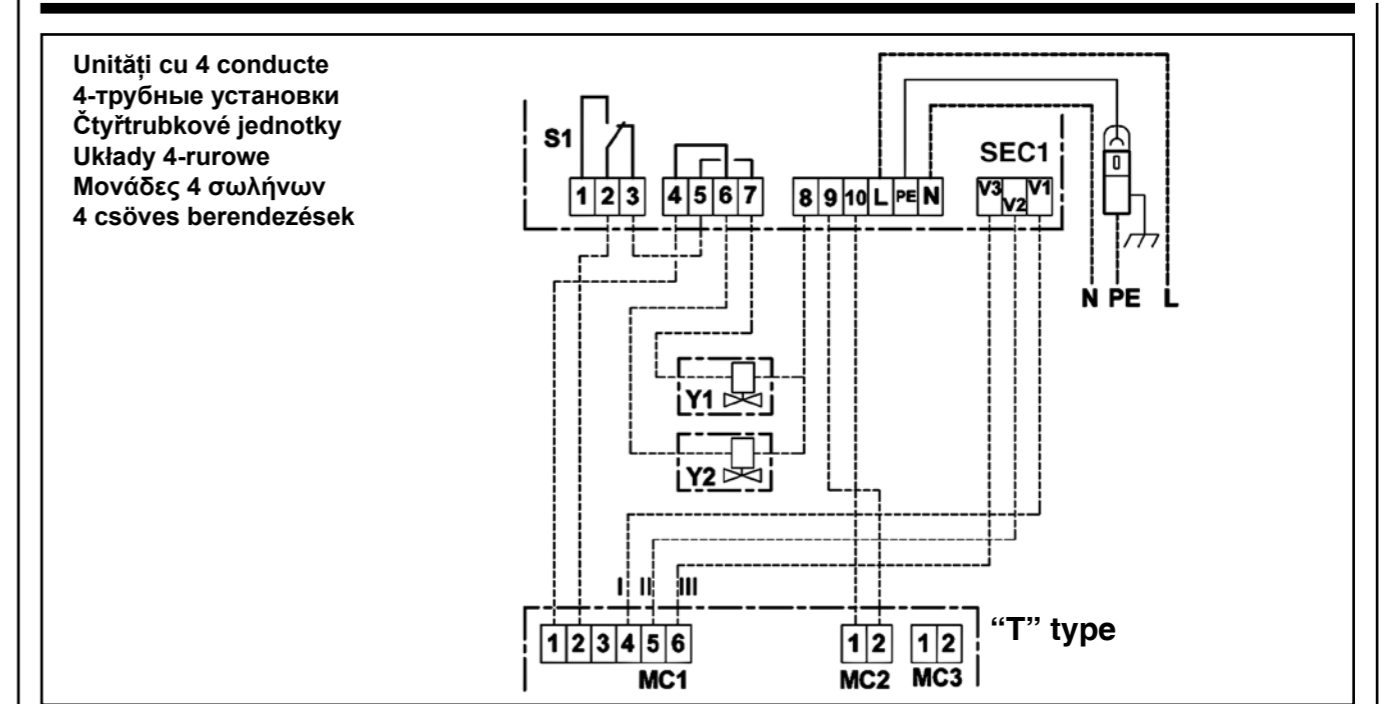 Unități cu 4 conducte
4-трубные установки
Čtyřtrubkové jednotky
Układy 4-rurowe
Μονάδες 4 σωλήνων
4 csöves berendezések
S1
SEC1
1 2 3
4 5 6 7
8 9 10 L PE N
V3 V2 V1
N PE L
Y1
Y2
I II III
1 2 3 4 5 6
1 2
1 2
"T" type
MC1
MC2
MC3